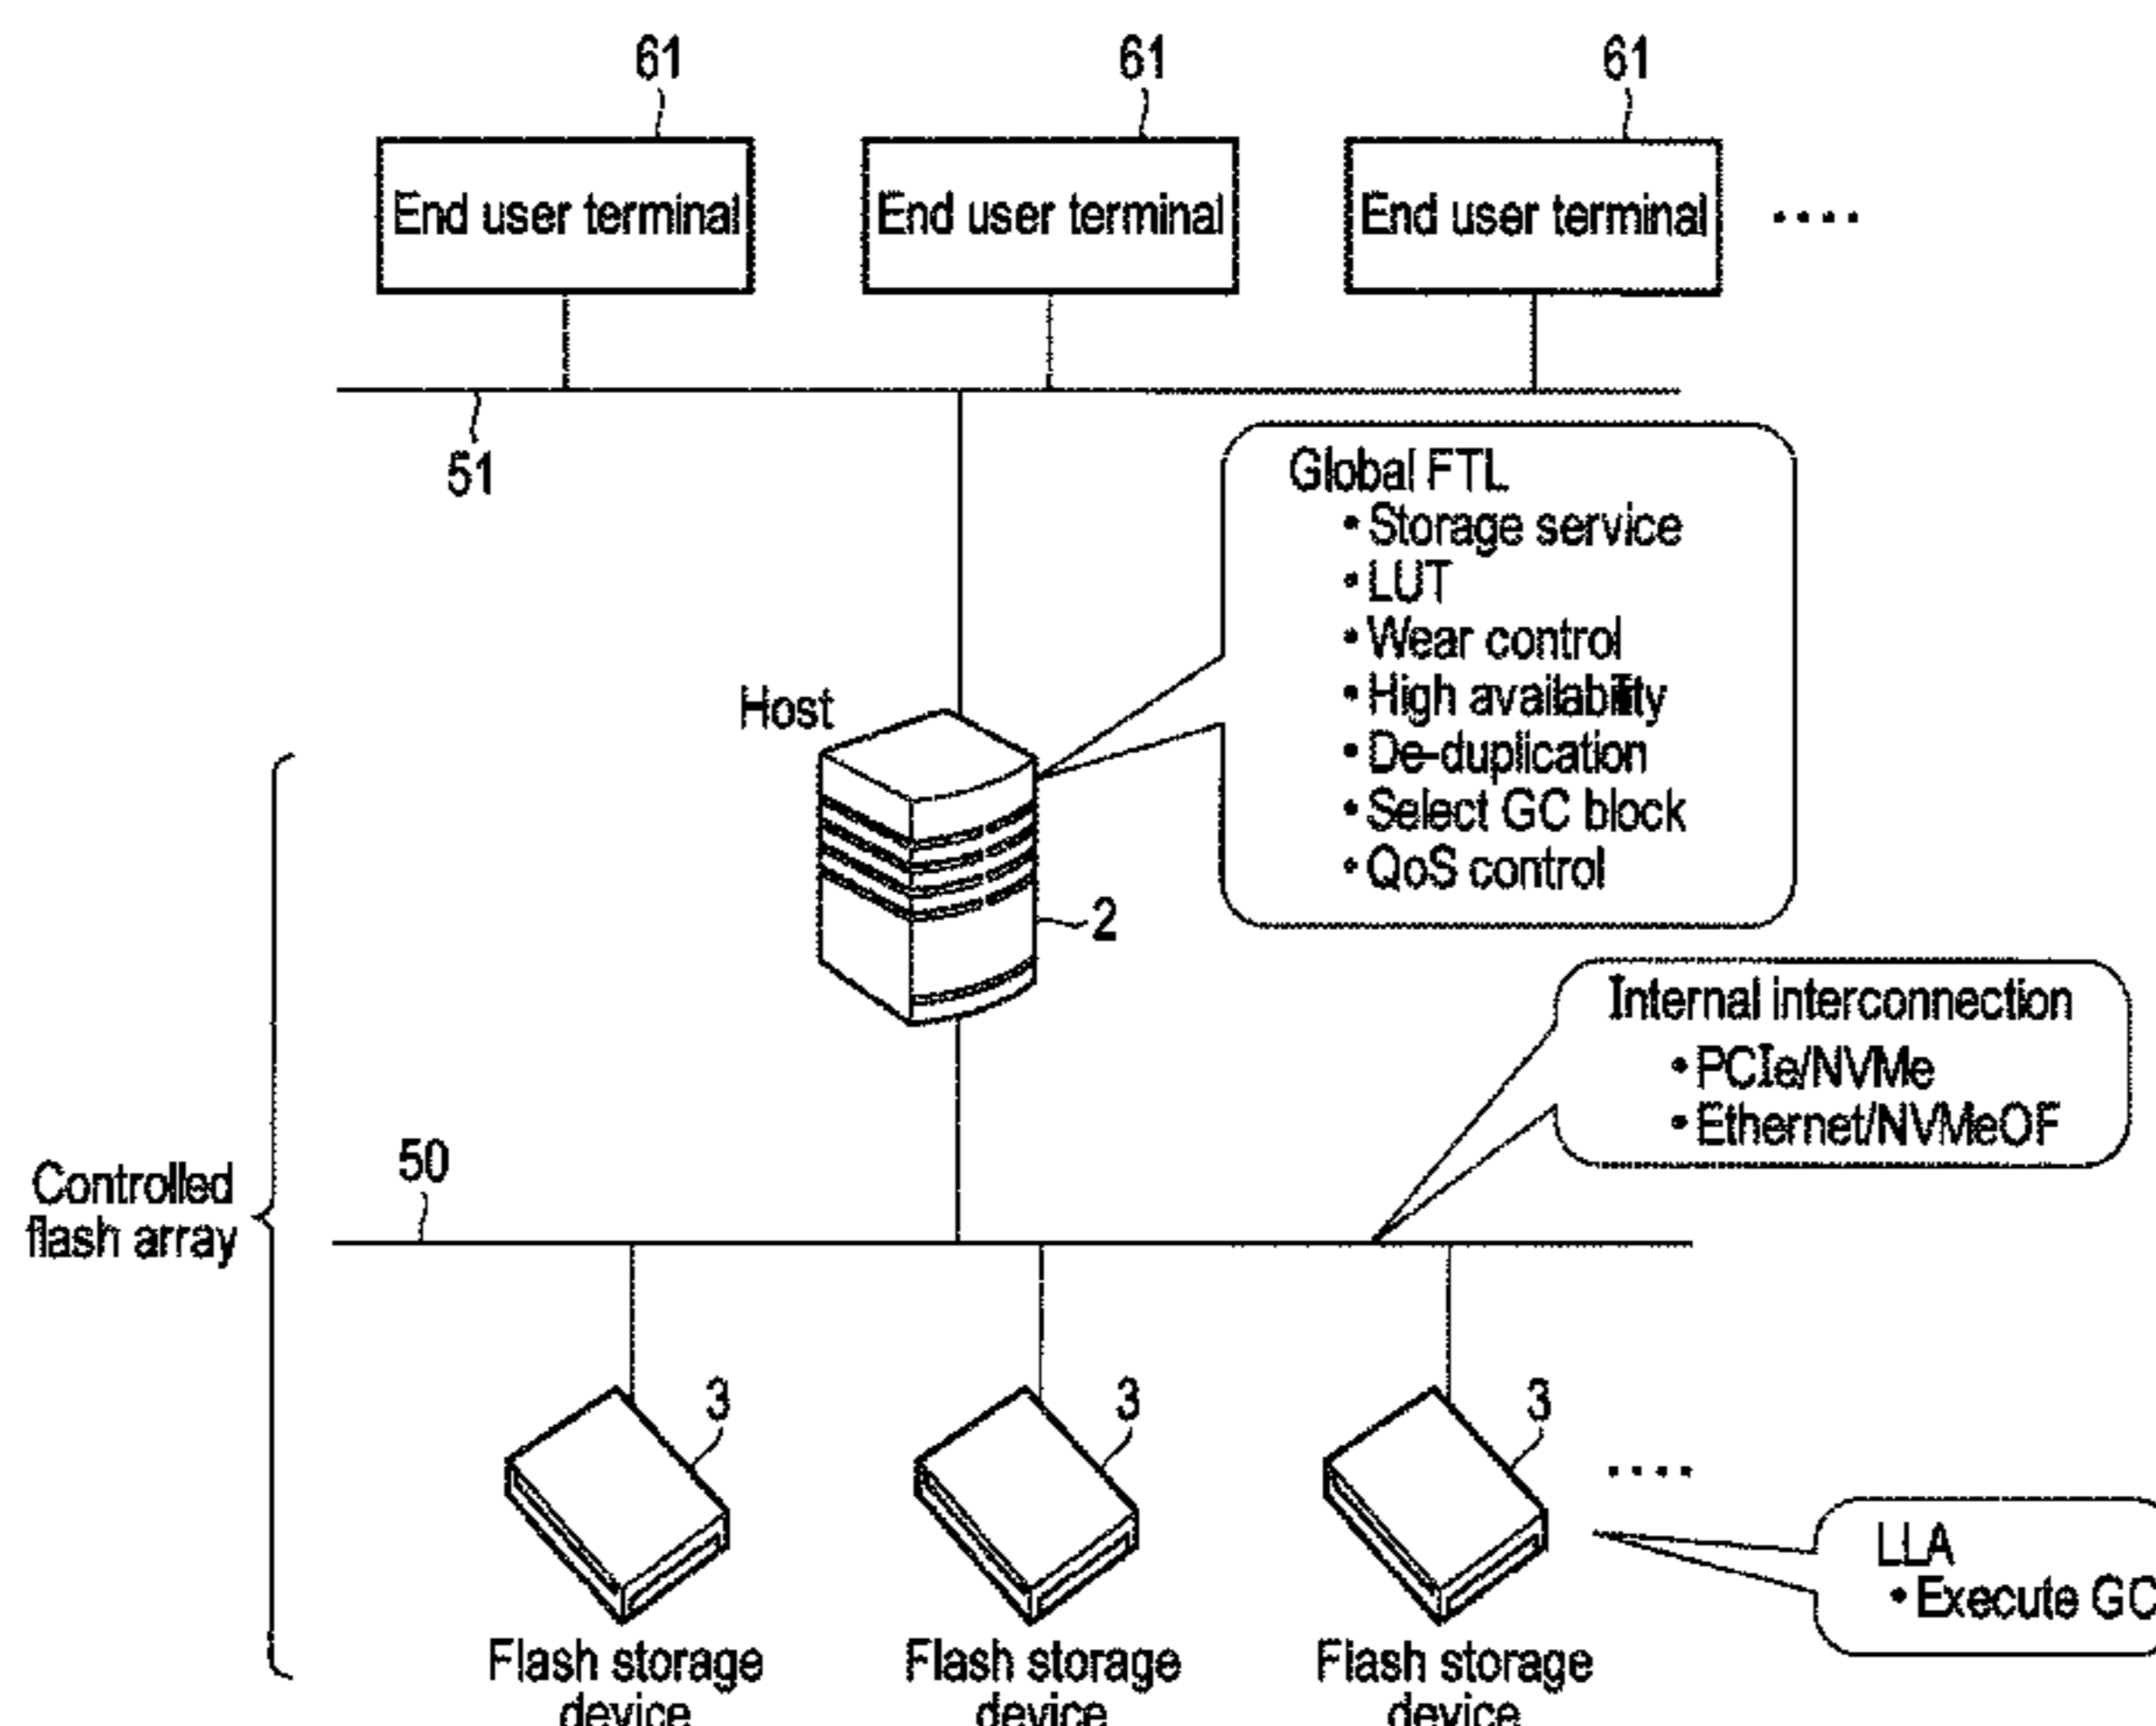 61
61
61
End user terminal
End user terminal
End user terminal
....
51
Global FTL
• Storage service
• LUT
• Wear control
• High availability
• De-duplication
• Select GC block
• QoS control
Host
2
Internal interconnection
• PCIe/NVMe
• Ethernet/NVMeOF
50
Controlled
flash array
3
3
3
....
LLA
• Execute GC
Flash storage
device
Flash storage
device
Flash storage
device